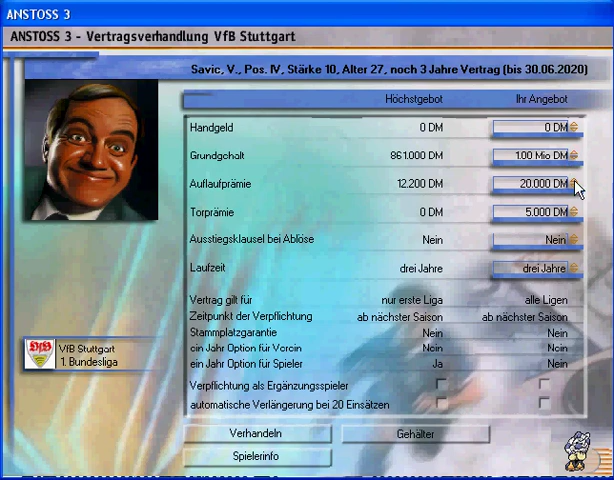 ANSTOSS 3
ANSTOSS 3 - Vertragsverhandlung VfB Stuttgart
Savic, V., Pos. IV, Stärke 10, Alter 27, noch 3 Jahre Vertrag (bis 30.06.2020)
Höchstgebot Ihr Angebot
Handgeld 0 DM 0 DM
Grundgehalt 861.000 DM 1.00 Mio DM
Auflaufprämie 12.200 DM 20.000 DM
Torprämie 0 DM 5.000 DM
Ausstiegsklausel bei Ablöse Nein Nein
Laufzeit drei Jahre drei Jahre
Vertrag gilt für nur erste Liga alle Ligen
Zeitpunkt der Verpflichtung ab nächster Saison ab nächster Saison
Stammplatzgarantie Nein Nein
ein Jahr Option für Verein Nein Nein
ein Jahr Option für Spieler Ja Nein
Verpflichtung als Ergänzungsspieler
automatische Verlängerung bei 20 Einsätzen
VfB Stuttgart
1. Bundesliga
Verhandeln Gehälter
Spielerinfo